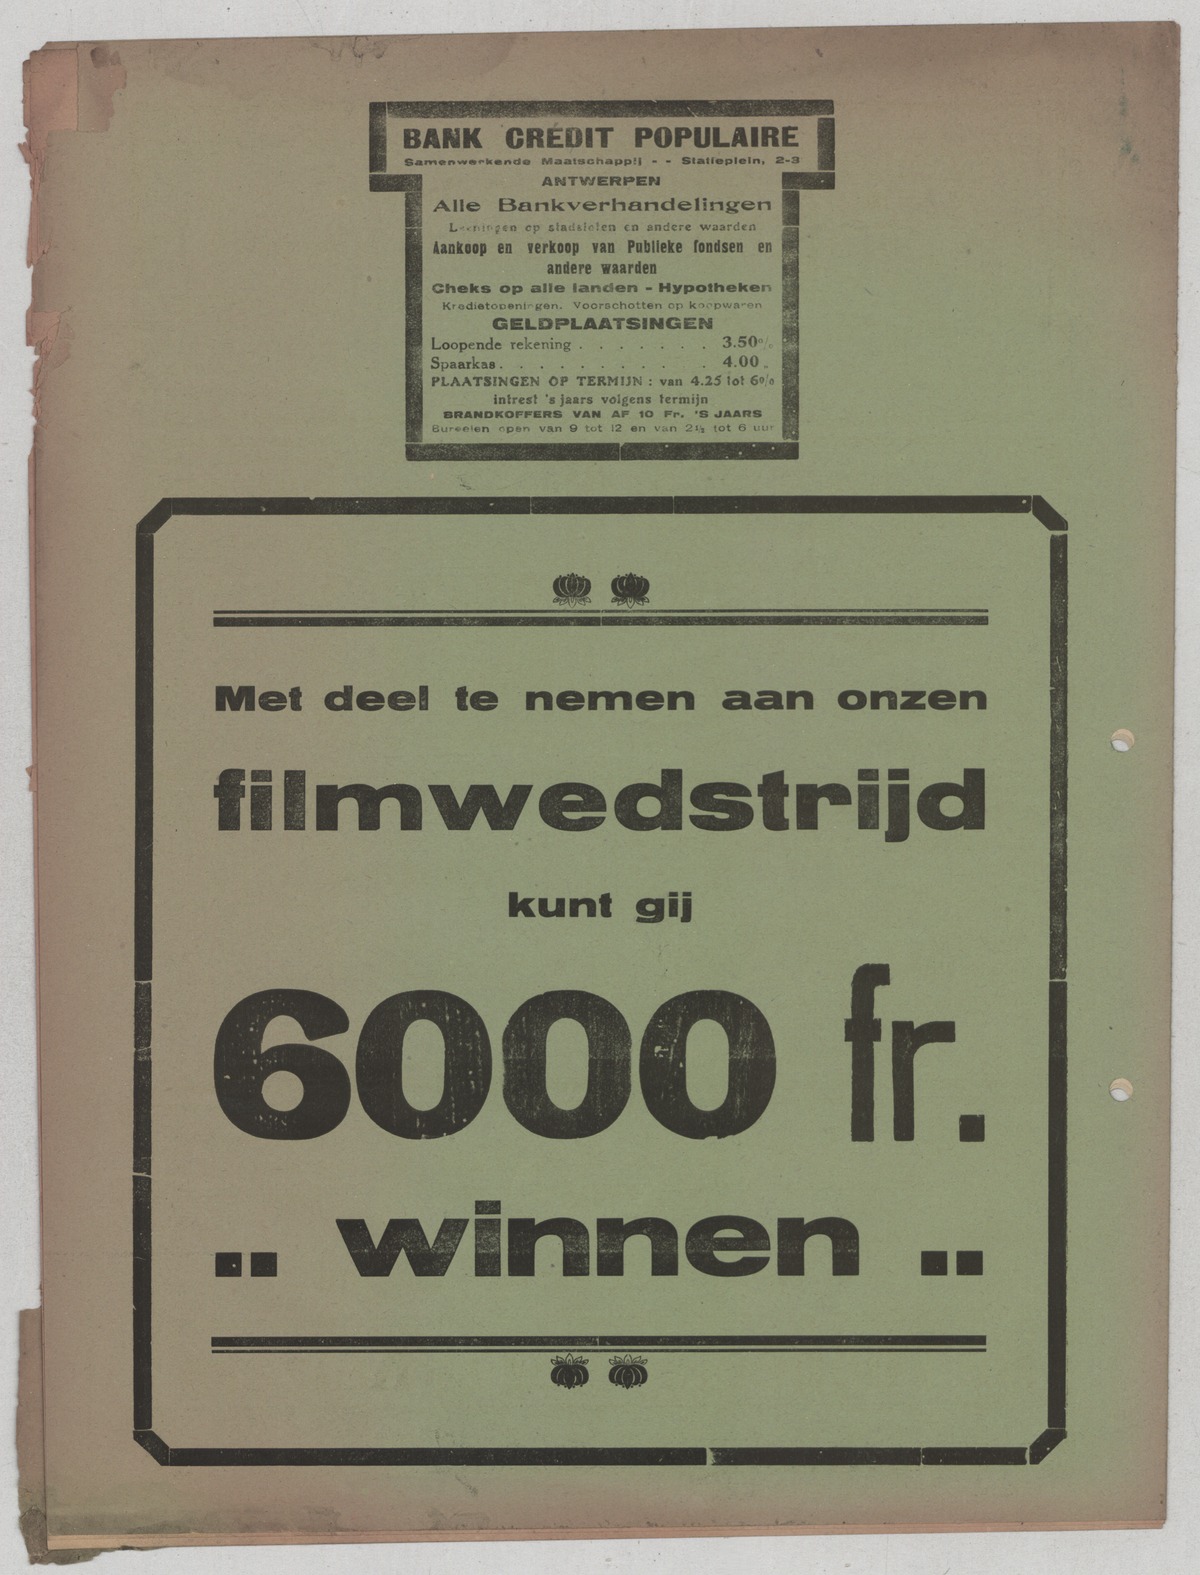 BANK CRÉDIT POPULAIRE
Samenwerkende Maatschappij - - Statieplein, 2-3
ANTWERPEN
Alle Bankverhandelingen
Leeningen op stadsloten en andere waarden
Aankoop en verkoop van Publieke fondsen en
andere waarden
Cheks op alle landen - Hypotheken
Kredietopeningen. Voorschotten op koopwaren
GELDPLAATSINGEN
Loopende rekening . . . . . . . 3.50%
Spaarkas . . . . . . . . . . 4.00 „
PLAATSINGEN OP TERMIJN : van 4.25 tot 6%
intrest 's jaars volgens termijn
BRANDKOFFERS VAN AF 10 Fr. 'S JAARS
Bureelen open van 9 tot 12 en van 2½ tot 6 uur
Met deel te nemen aan onzen
filmwedstrijd
kunt gij
6000 fr.
.. winnen ..